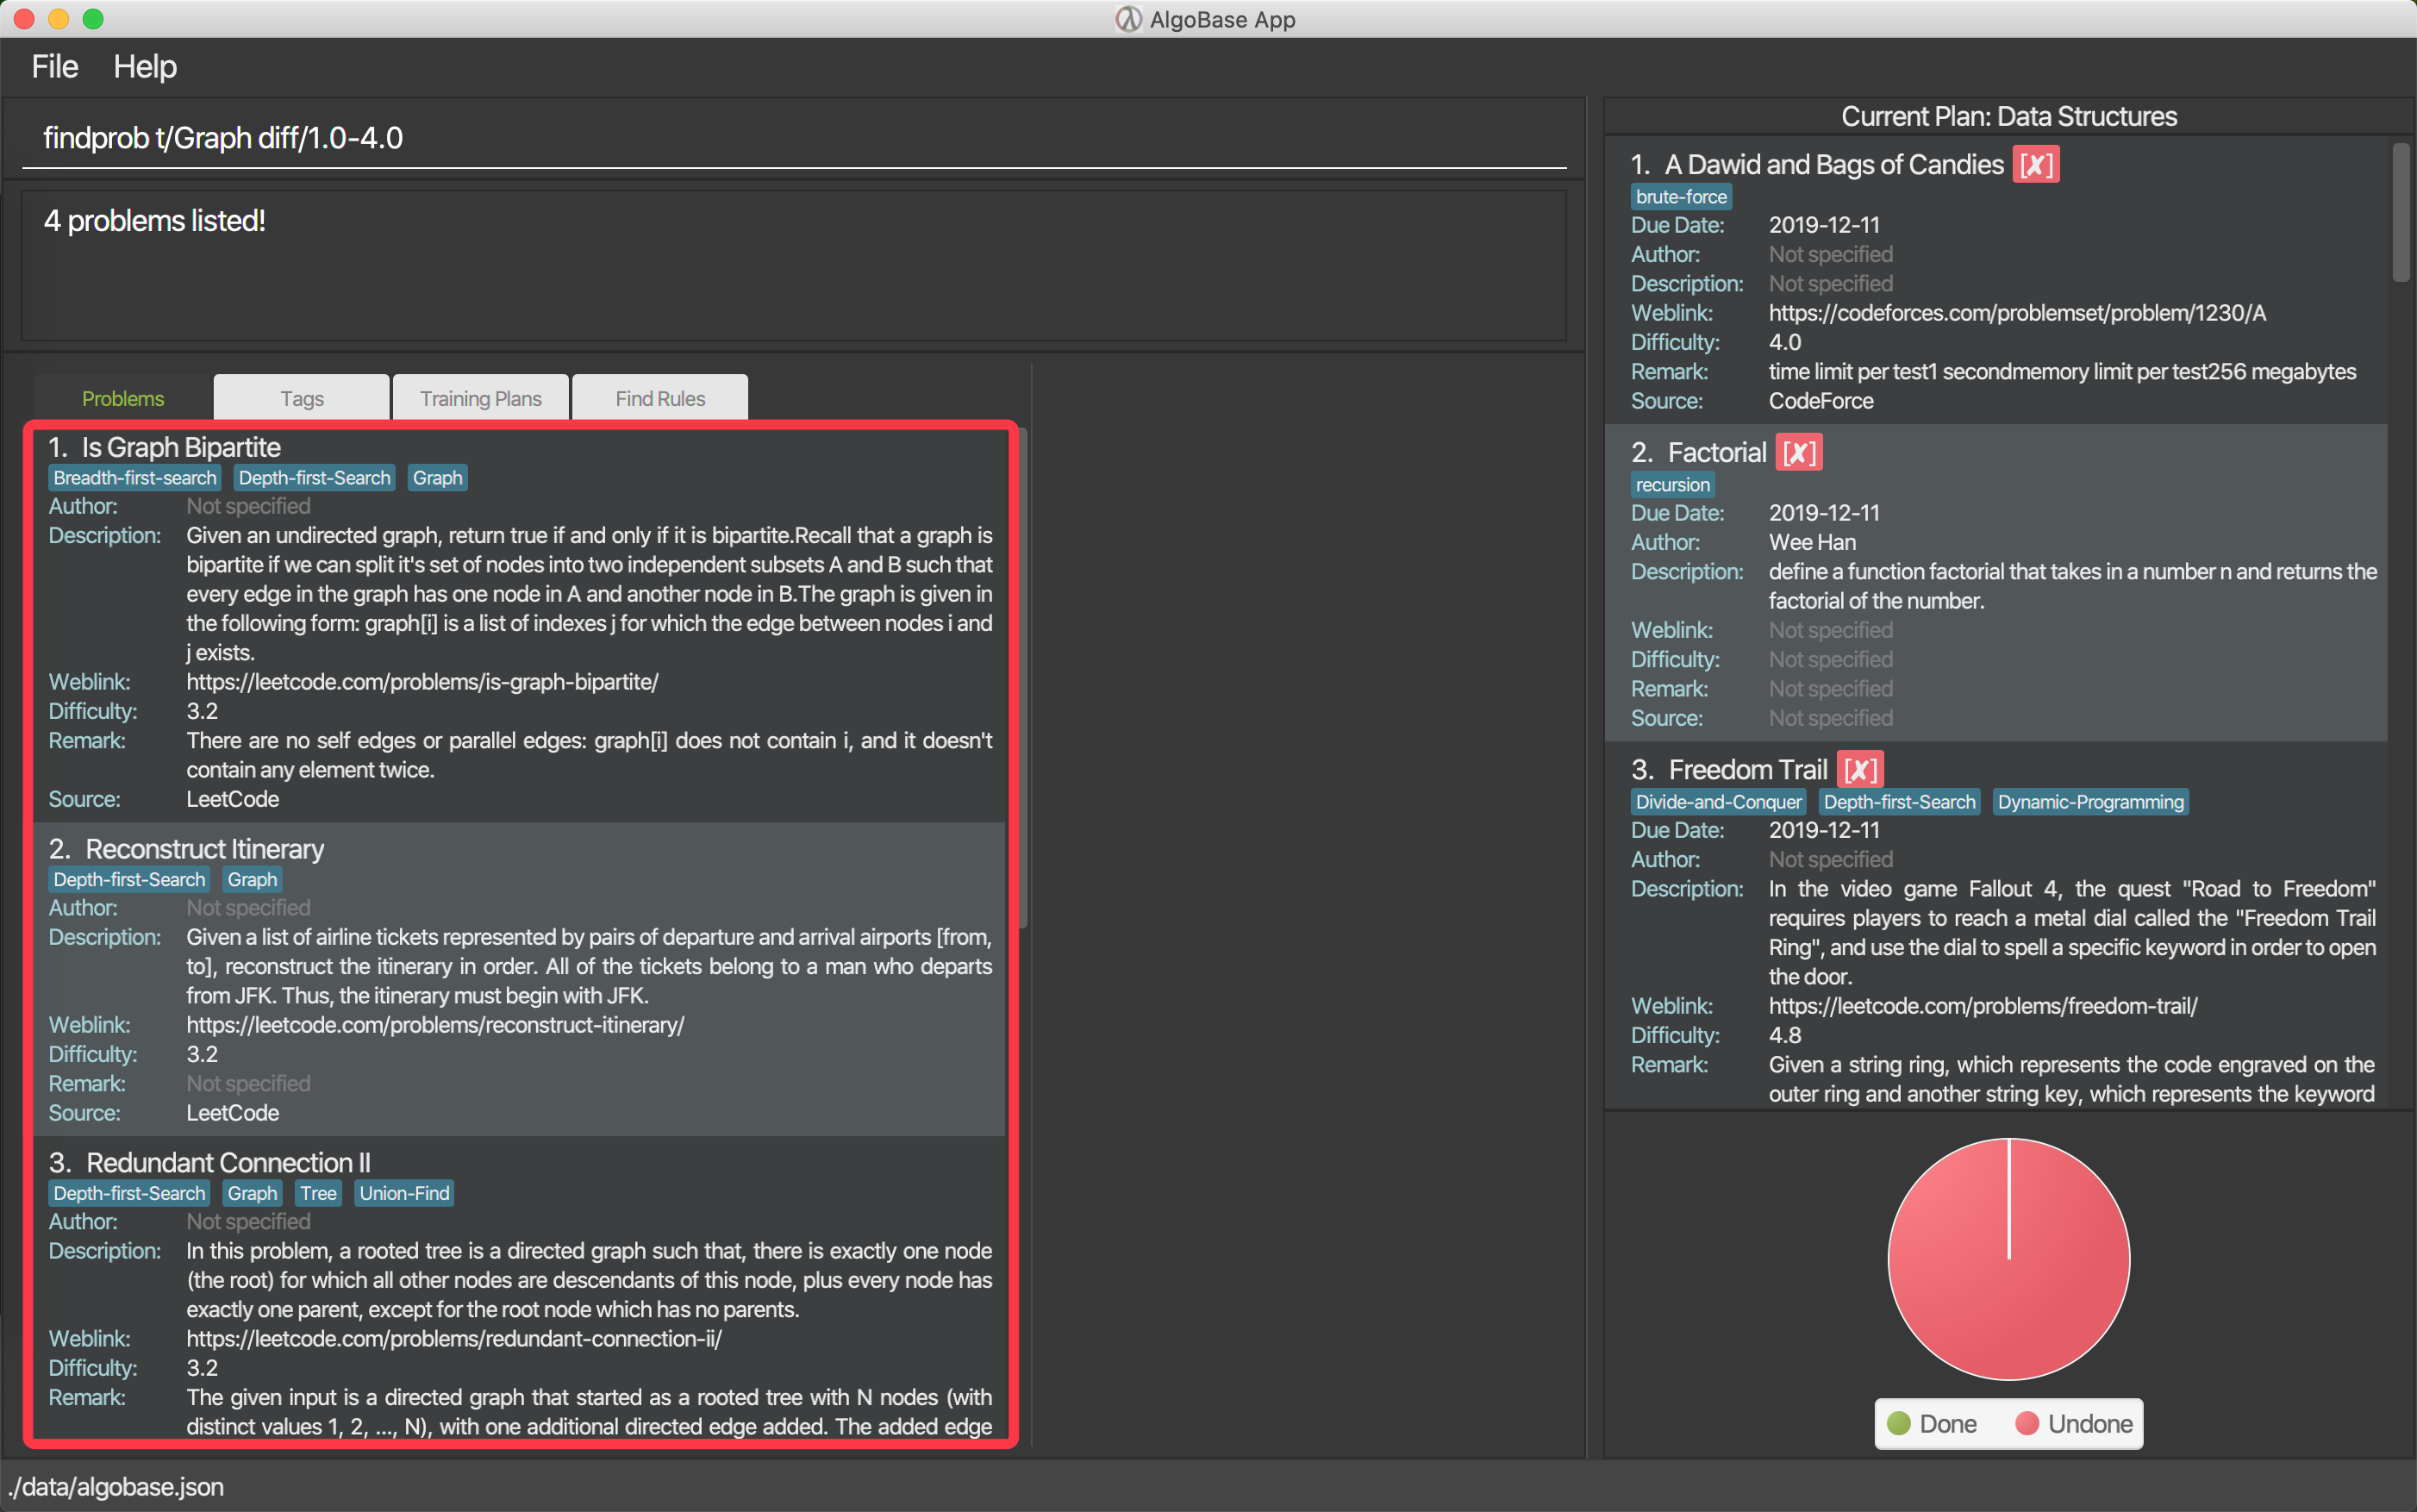 AlgoBase App
File Help
findprob t/Graph diff/1.0-4.0
4 problems listed!
Problems Tags Training Plans Find Rules
1. Is Graph Bipartite
Breadth-first-search Depth-first-Search Graph
Author: Not specified
Description: Given an undirected graph, return true if and only if it is bipartite.Recall that a graph is
bipartite if we can split it's set of nodes into two independent subsets A and B such that
every edge in the graph has one node in A and another node in B.The graph is given in
the following form: graph[i] is a list of indexes j for which the edge between nodes i and
j exists.
Weblink: https://leetcode.com/problems/is-graph-bipartite/
Difficulty: 3.2
Remark: There are no self edges or parallel edges: graph[i] does not contain i, and it doesn't
contain any element twice.
Source: LeetCode
2. Reconstruct Itinerary
Depth-first-Search Graph
Author: Not specified
Description: Given a list of airline tickets represented by pairs of departure and arrival airports [from,
to], reconstruct the itinerary in order. All of the tickets belong to a man who departs
from JFK. Thus, the itinerary must begin with JFK.
Weblink: https://leetcode.com/problems/reconstruct-itinerary/
Difficulty: 3.2
Remark: Not specified
Source: LeetCode
3. Redundant Connection II
Depth-first-Search Graph Tree Union-Find
Author: Not specified
Description: In this problem, a rooted tree is a directed graph such that, there is exactly one node
(the root) for which all other nodes are descendants of this node, plus every node has
exactly one parent, except for the root node which has no parents.
Weblink: https://leetcode.com/problems/redundant-connection-ii/
Difficulty: 3.2
Remark: The given input is a directed graph that started as a rooted tree with N nodes (with
distinct values 1, 2, ..., N), with one additional directed edge added. The added edge
Current Plan: Data Structures
1. A Dawid and Bags of Candies [✗]
brute-force
Due Date: 2019-12-11
Author: Not specified
Description: Not specified
Weblink: https://codeforces.com/problemset/problem/1230/A
Difficulty: 4.0
Remark: time limit per test1 secondmemory limit per test256 megabytes
Source: CodeForce
2. Factorial [✗]
recursion
Due Date: 2019-12-11
Author: Wee Han
Description: define a function factorial that takes in a number n and returns the
factorial of the number.
Weblink: Not specified
Difficulty: Not specified
Remark: Not specified
Source: Not specified
3. Freedom Trail [✗]
Divide-and-Conquer Depth-first-Search Dynamic-Programming
Due Date: 2019-12-11
Author: Not specified
Description: In the video game Fallout 4, the quest "Road to Freedom"
requires players to reach a metal dial called the "Freedom Trail
Ring", and use the dial to spell a specific keyword in order to open
the door.
Weblink: https://leetcode.com/problems/freedom-trail/
Difficulty: 4.8
Remark: Given a string ring, which represents the code engraved on the
outer ring and another string key, which represents the keyword
Done Undone
./data/algobase.json